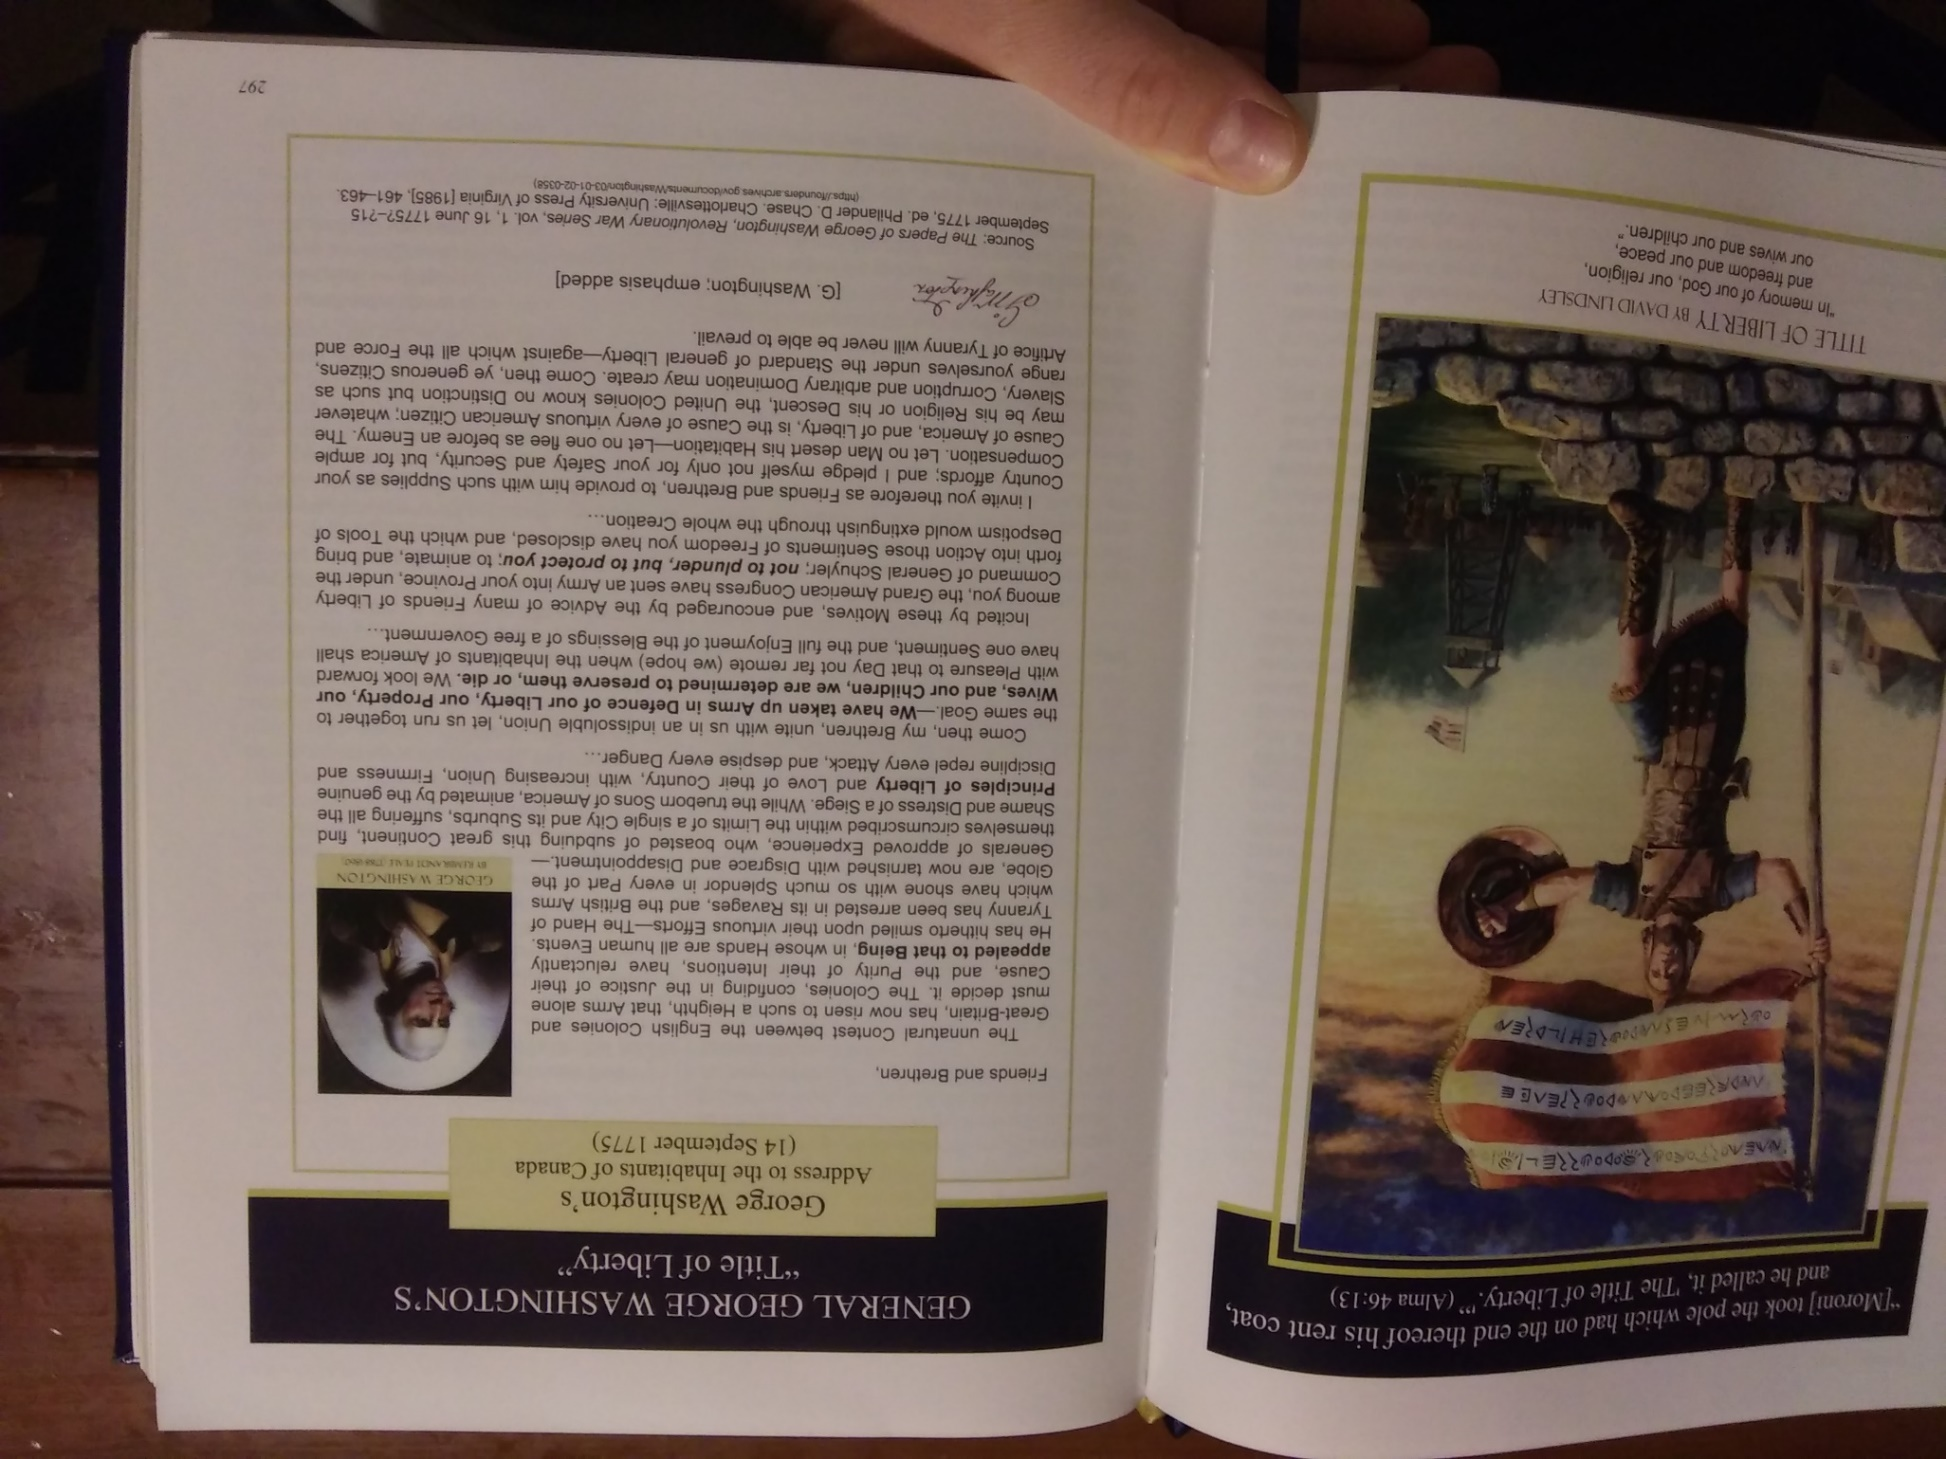 "[Moroni] took the pole which had on the end thereof his rent coat,
and he called it, 'The Title of Liberty.'" (Alma 46:13)
TITLE OF LIBERTY BY DAVID LINDSLEY
"In memory of our God, our religion,
and freedom and our peace,
our wives and our children."
GENERAL GEORGE WASHINGTON'S
"Title of Liberty"
George Washington's
Address to the Inhabitants of Canada
(14 September 1775)
Friends and Brethren,
The unnatural Contest between the English Colonies and
Great-Britain, has now risen to such a Heighth, that Arms alone
must decide it. The Colonies, confiding in the Justice of their
Cause, and the Purity of their Intentions, have reluctantly
appealed to that Being, in whose Hands are all human Events.
He has hitherto smiled upon their virtuous Efforts—The Hand of
Tyranny has been arrested in its Ravages, and the British Arms
which have shone with so much Splendor in every Part of the
Globe, are now tarnished with Disgrace and Disappointment.—
GEORGE WASHINGTON
BY REMBRANDT PEALE
Generals of approved Experience, who boasted of subduing this great Continent, find
themselves circumscribed within the Limits of a single City and its Suburbs, suffering all the
Shame and Distress of a Siege. While the trueborn Sons of America, animated by the genuine
Principles of Liberty and Love of their Country, with increasing Union, Firmness and
Discipline repel every Attack, and despise every Danger...
Come then, my Brethren, unite with us in an indissoluble Union, let us run together to
the same Goal.—We have taken up Arms in Defence of our Liberty, our Property, our
Wives, and our Children, we are determined to preserve them, or die. We look forward
with Pleasure to that Day not far remote (we hope) when the Inhabitants of America shall
have one Sentiment, and the full Enjoyment of the Blessings of a free Government...
Incited by these Motives, and encouraged by the Advice of many Friends of Liberty
among you, the Grand American Congress have sent an Army into your Province, under the
Command of General Schuyler; not to plunder, but to protect you; to animate, and bring
forth into Action those Sentiments of Freedom you have disclosed, and which the Tools of
Despotism would extinguish through the whole Creation...
I invite you therefore as Friends and Brethren, to provide him with such Supplies as your
Country affords; and I pledge myself not only for your Safety and Security, but for ample
Compensation. Let no Man desert his Habitation—Let no one flee as before an Enemy. The
Cause of America, and of Liberty, is the Cause of every virtuous American Citizen; whatever
may be his Religion or his Descent, the United Colonies know no Distinction but such as
Slavery, Corruption and arbitrary Domination may create. Come then, ye generous Citizens,
range yourselves under the Standard of general Liberty—against which all the Force and
Artifice of Tyranny will never be able to prevail.
Go Washington [G. Washington; emphasis added]
Source: The Papers of George Washington, Revolutionary War Series, vol. 1, 16 June 1775?–?15
September 1775, ed. Philander D. Chase. Charlottesville: University Press of Virginia [1985], 461–463.
(https://founders.archives.gov/documents/Washington/03-01-02-0358)
297